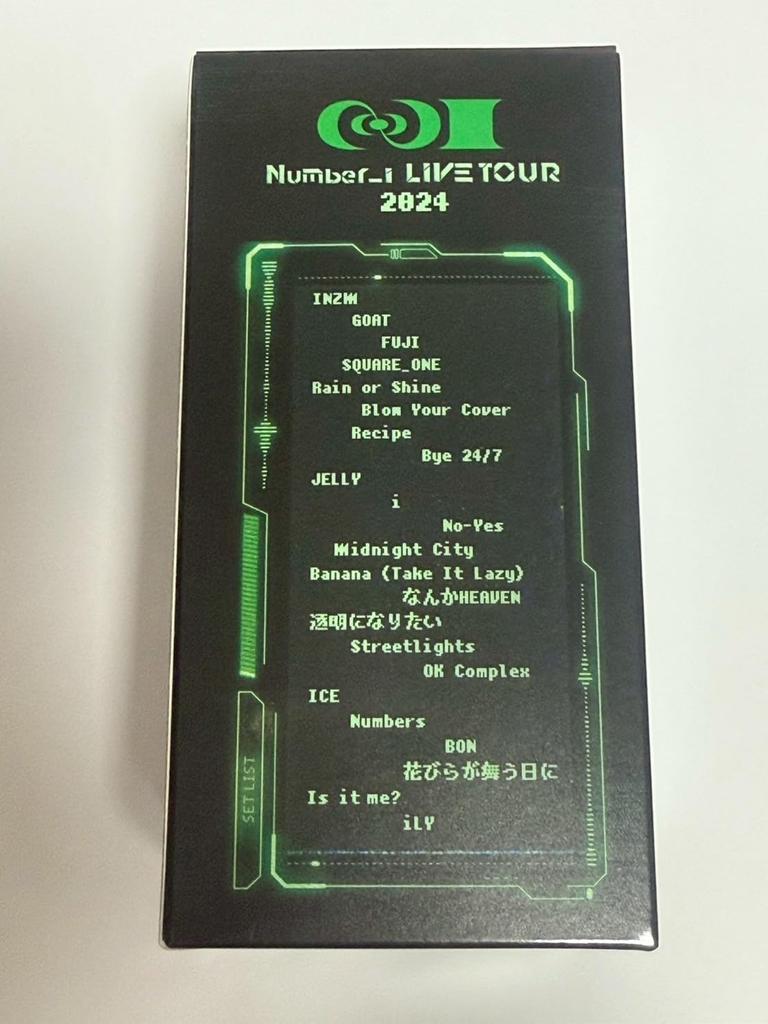 Number_i LIVE TOUR
2024
INZM
GOAT
FUJI
SQUARE_ONE
Rain or Shine
Blow Your Cover
Recipe
Bye 24/7
JELLY
i
No-Yes
Midnight City
Banana (Take It Lazy)
なんかHEAVEN
透明になりたい
Streetlights
OK Complex
ICE
Numbers
BON
花びらが舞う日に
Is it me?
iLY
SET LIST